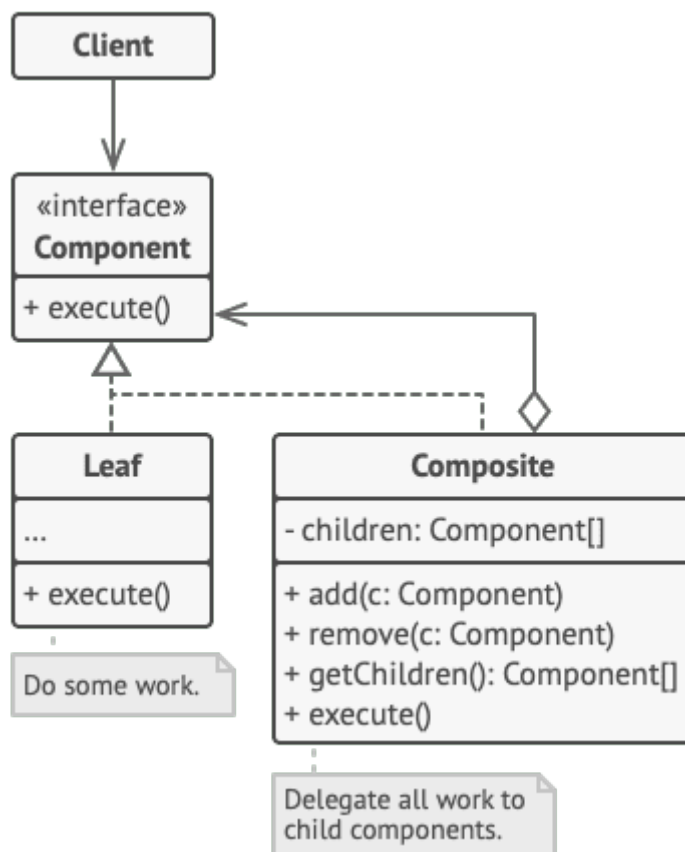 Client
«interface»
Component
+ execute()
Leaf
...
+ execute()
Do some work.
Composite
- children: Component[]
+ add(c: Component)
+ remove(c: Component)
+ getChildren(): Component[]
+ execute()
Delegate all work to
child components.